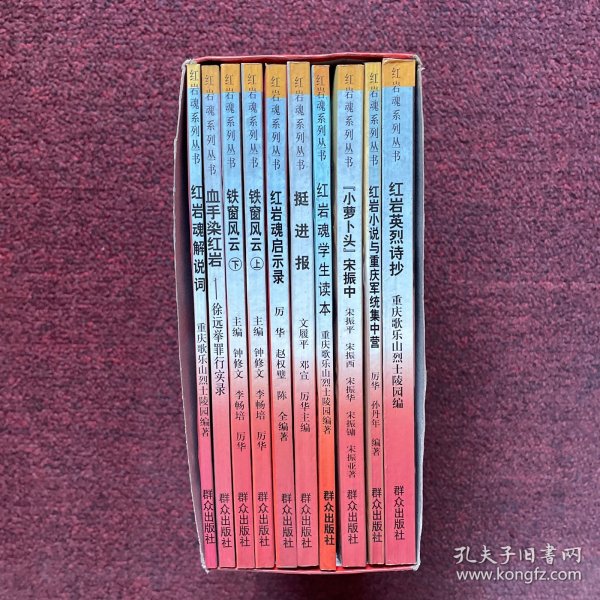 红岩魂系列丛书
红岩魂解说词
重庆歌乐山烈士陵园编著
红岩魂系列丛书
血手染红岩——徐远举罪行实录
群众出版社
红岩魂系列丛书
铁窗风云 下
主编 钟修文 李畅培 厉华
群众出版社
红岩魂系列丛书
铁窗风云 上
主编 钟修文 李畅培 厉华
群众出版社
红岩魂系列丛书
红岩魂启示录
厉华 赵权璧 陈全编著
群众出版社
红岩魂系列丛书
挺进报
文履平 邓宣 厉华主编
群众出版社
红岩魂系列丛书
红岩魂学生读本
重庆歌乐山烈士陵园编著
群众出版社
红岩魂系列丛书
“小萝卜头”宋振中
宋振平 宋振西 宋振华 宋振镛 宋振亚著
群众出版社
红岩魂系列丛书
红岩小说与重庆军统集中营
厉华 孙丹年 编著
群众出版社
红岩魂系列丛书
红岩英烈诗抄
重庆歌乐山烈士陵园编
群众出版社
孔夫子旧书网
www.kongfz.com